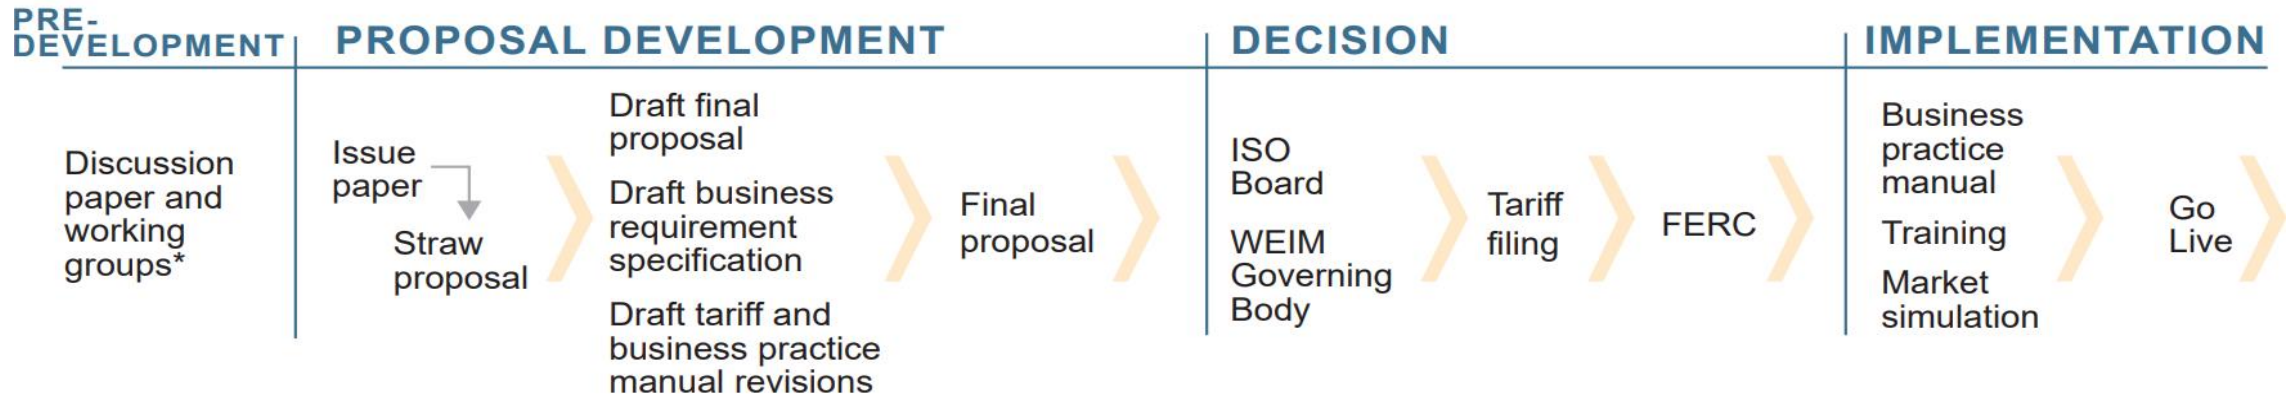 PRE-
DEVELOPMENT
PROPOSAL DEVELOPMENT
DECISION
IMPLEMENTATION
Discussion
paper and
working
groups*
Issue
paper
Straw
proposal
Draft final
proposal
Draft business
requirement
specification
Draft tariff and
business practice
manual revisions
Final
proposal
ISO
Board
WEIM
Governing
Body
Tariff
filing
FERC
Business
practice
manual
Training
Market
simulation
Go
Live